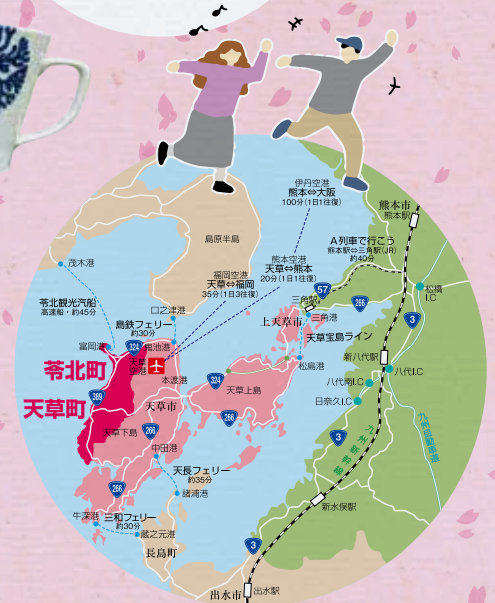 伊丹空港
熊本⇔大阪
100分(1日1往復)
熊本市
熊本駅
島原半島
A列車で行こう
熊本駅⇔三角駅(JR)
約40分
熊本空港
天草⇔熊本
20分(1日1往復)
福岡空港
天草⇔福岡
35分(1日3往復)
茂木港
57
三角駅
266
松橋
I.C
三角港
苓北観光汽船
高速船・約45分
口之津港
上天草市
3
島鉄フェリー
約30分
天草宝島ライン
富岡港
324
鬼池港
新八代駅
天草
空港
松島港
八代I.C
苓北町
本渡港
324
天草上島
八代南I.C
389
天草町
天草市
日奈久I.C
266
天草下島
266
3
九州新幹線
九州自動車道
中田港
天長フェリー
約35分
266
諸浦港
新水俣駅
牛深港
三和フェリー
約30分
蔵之元港
3
長島町
出水市
出水駅